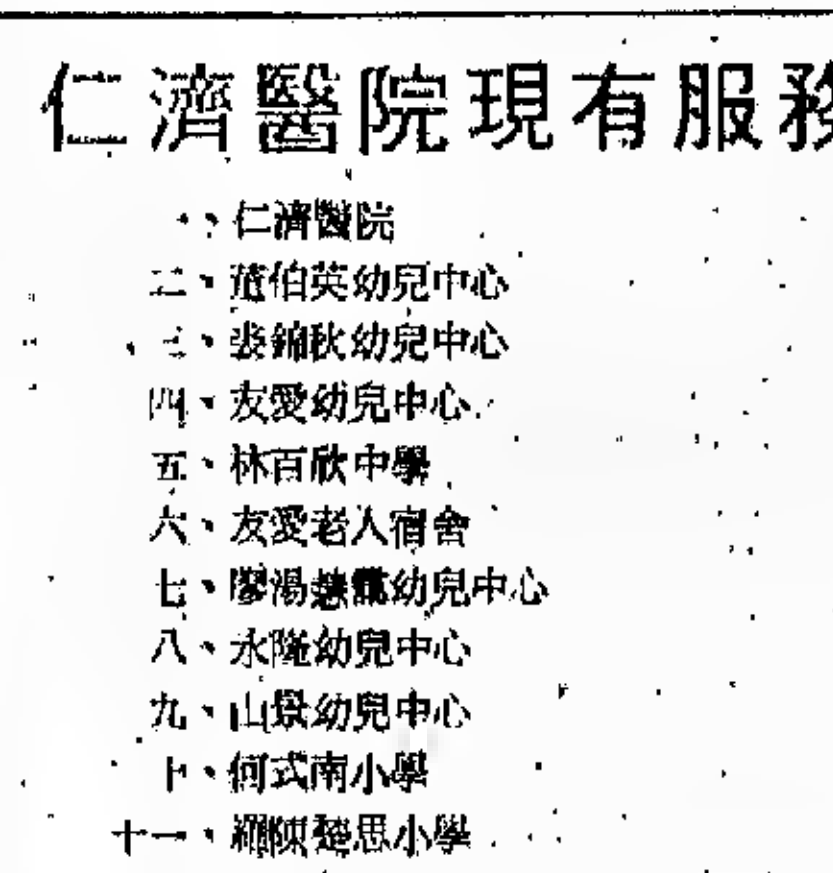 仁濟醫院現有服務
一、仁濟醫院
二、董伯英幼兒中心
三、裘錦秋幼兒中心
四、友愛幼兒中心
五、林百欣中學
六、友愛老人宿舍
七、廖湯慧靄幼兒中心
八、永隆幼兒中心
九、山景幼兒中心
十、何式南小學
十一、羅陳楚思小學